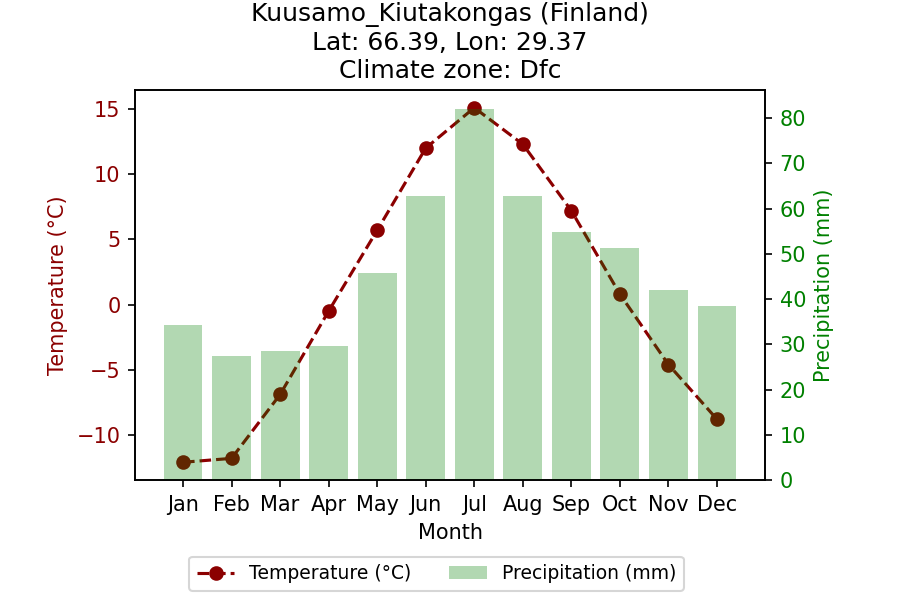 Kuusamo_Kiutakongas (Finland)
Lat: 66.39, Lon: 29.37
Climate zone: Dfc
Temperature (°C)
15
10
5
0
−5
−10
80
70
60
50
40
30
20
10
0
Precipitation (mm)
Jan Feb Mar Apr May Jun Jul Aug Sep Oct Nov Dec
Month
Temperature (°C) Precipitation (mm)